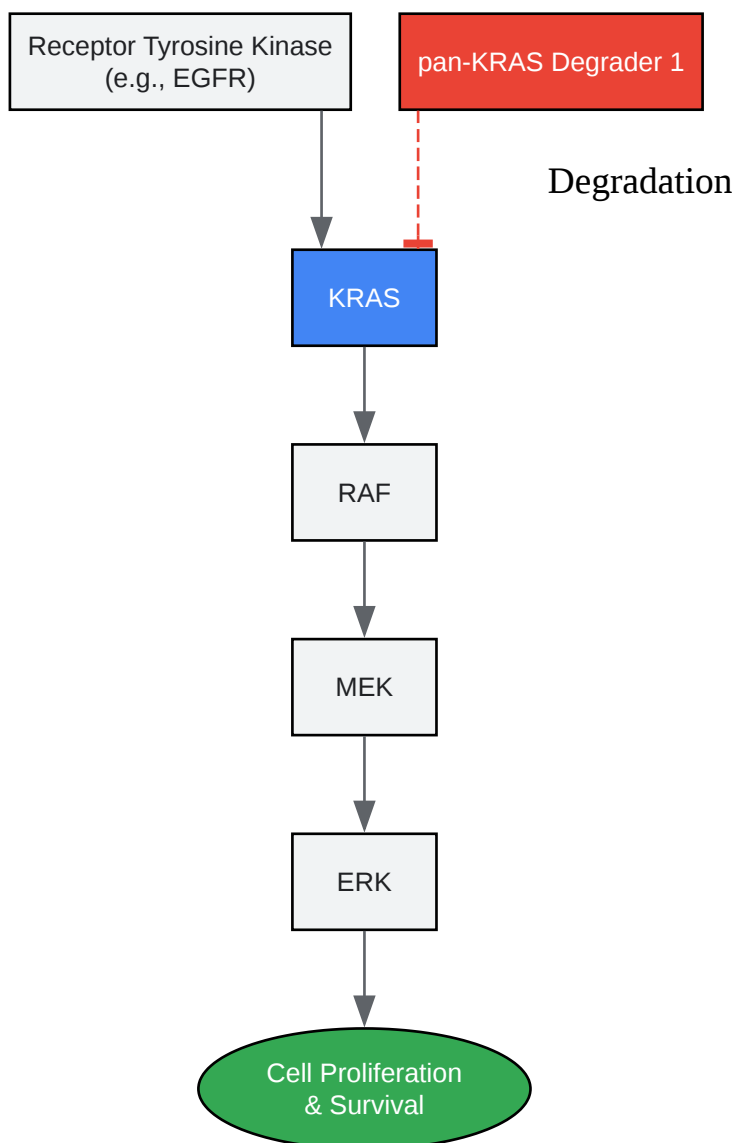 Receptor Tyrosine Kinase
(e.g., EGFR)
pan-KRAS Degrader 1
Degradation
KRAS
RAF
MEK
ERK
Cell Proliferation
& Survival